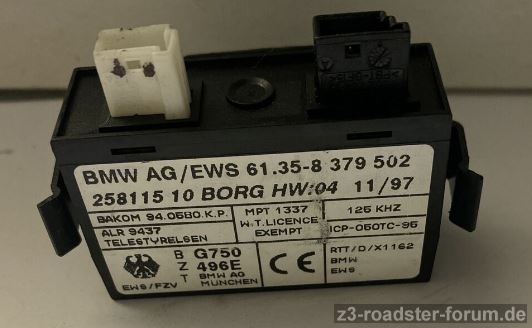 BMW AG/EWS 61.35-8 379 502
258115 10 BORG HW:04 11/97
BAKOM 94.0580.K.P.
MPT 1337
W.T.LICENCE
EXEMPT
125 KHZ
ALR 9437
TELESTYRELSEN
ICP-050TC-95
B G750
Z 496E
T BMW AG
MÜNCHEN
EWS/FZV
CE
RTT/D/X1162
BMW
EWS
z3-roadster-forum.de